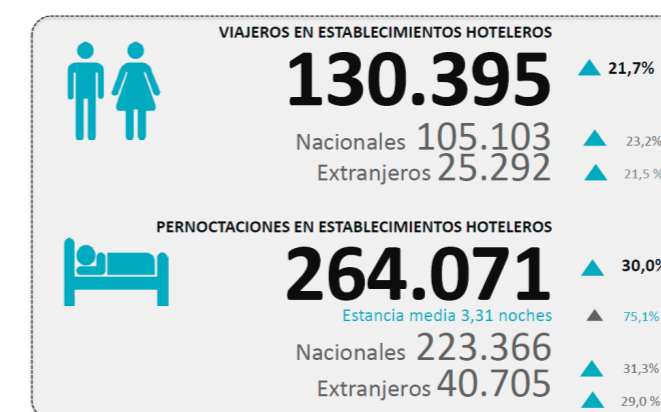 VIAJEROS EN ESTABLECIMIENTOS HOTELEROS
130.395 21,7%
Nacionales 105.103 23,2%
Extranjeros 25.292 21,5 %
PERNOCTACIONES EN ESTABLECIMIENTOS HOTELEROS
264.071 30,0%
Estancia media 3,31 noches 75,1%
Nacionales 223.366 31,3%
Extranjeros 40.705 29,0 %